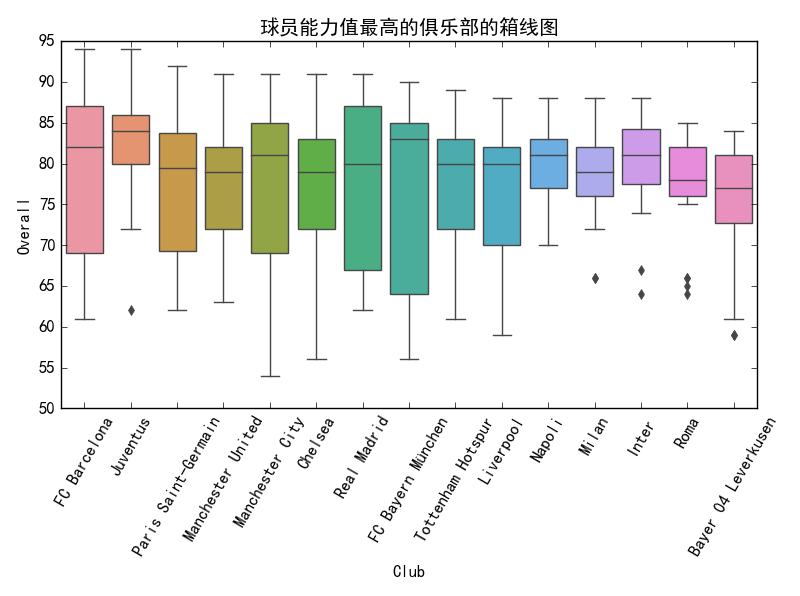 球员能力值最高的俱乐部的箱线图
95
90
85
80
75
70
65
60
55
50
Overall
FC Barcelona
Juventus
Paris Saint-Germain
Manchester United
Manchester City
Chelsea
Real Madrid
FC Bayern München
Tottenham Hotspur
Liverpool
Napoli
Milan
Inter
Roma
Bayer 04 Leverkusen
Club